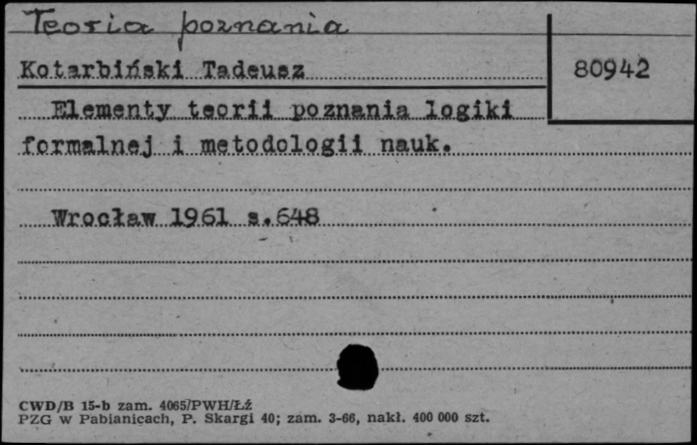 Teoria poznania
Kotarbiński Tadeusz
80942
Elementy teorii poznania logiki
formalnej i metodologii nauk.
Wrocław 1961 s.648
CWD/B 15-b zam. 4065/PWH/Łź
PZG w Pabianicach, P. Skargi 40; zam. 3-66, nakł. 400 000 szt.